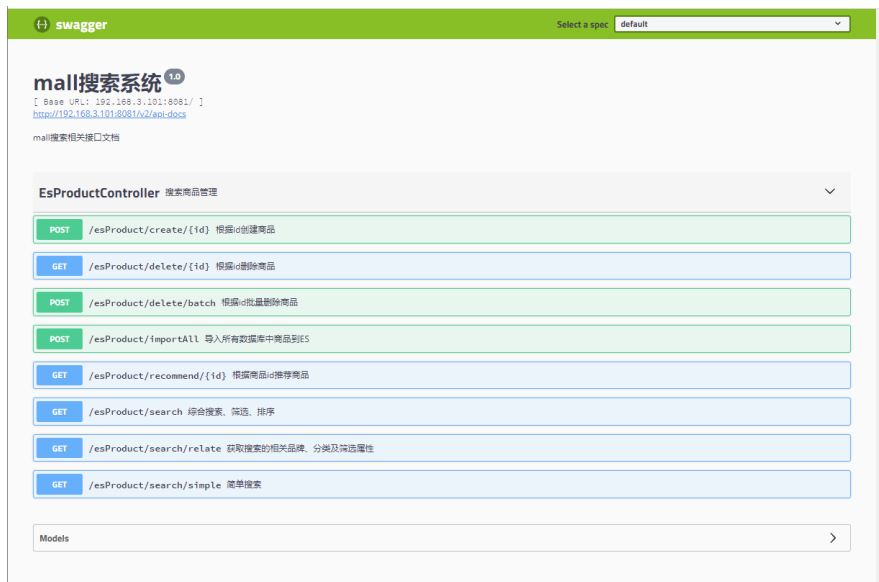 swagger Select a spec default
mall搜索系统 1.0
[ Base URL: 192.168.3.101:8081/ ]
http://192.168.3.101:8081/v2/api-docs
mall搜索相关接口文档
EsProductController 搜索商品管理
POST /esProduct/create/{id} 根据id创建商品
GET /esProduct/delete/{id} 根据id删除商品
POST /esProduct/delete/batch 根据id批量删除商品
POST /esProduct/importAll 导入所有数据库中商品到ES
GET /esProduct/recommend/{id} 根据商品id推荐商品
GET /esProduct/search 综合搜索、筛选、排序
GET /esProduct/search/relate 获取搜索的相关品牌、分类及筛选属性
GET /esProduct/search/simple 简单搜索
Models